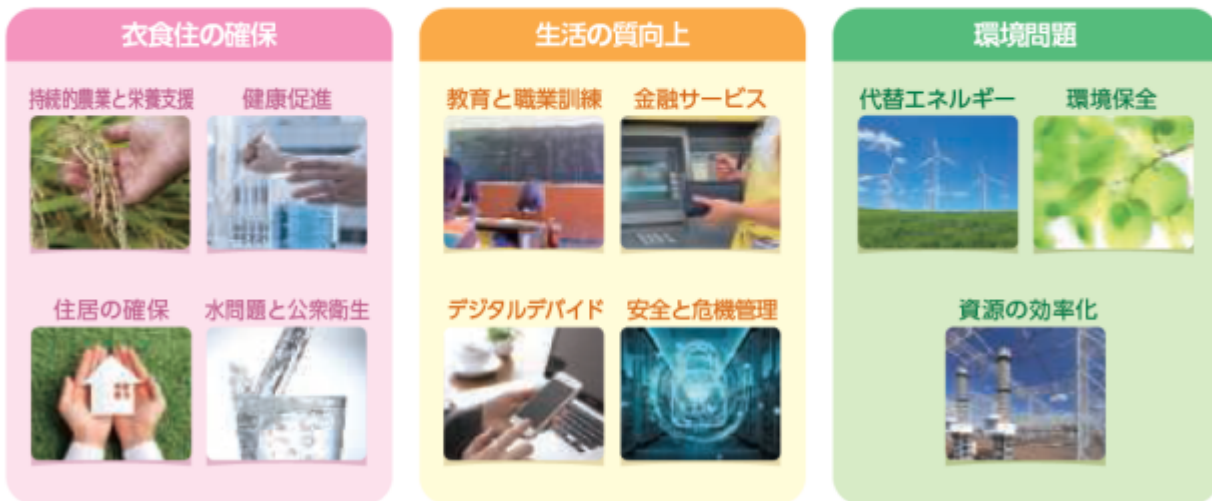 衣食住の確保
持続的農業と栄養支援
健康促進
住居の確保
水問題と公衆衛生
生活の質向上
教育と職業訓練
金融サービス
デジタルデバイド
安全と危機管理
環境問題
代替エネルギー
環境保全
資源の効率化